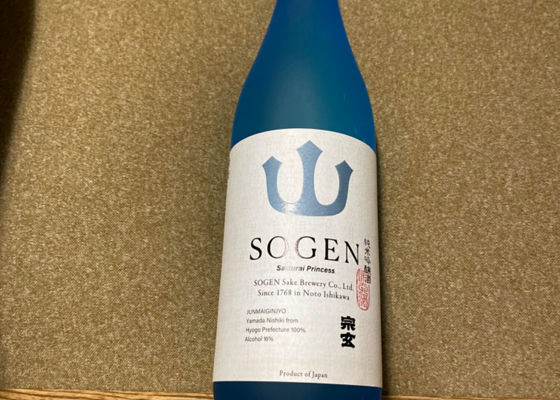 SOGEN
Samurai Princess
SOGEN Sake Brewery Co., Ltd.
Since 1768 in Noto Ishikawa
JUNMAIGINJYO
Yamada Nishiki from
Hyogo Prefecture 100%
Alcohol 16%
純米吟醸酒
宗玄
Product of Japan